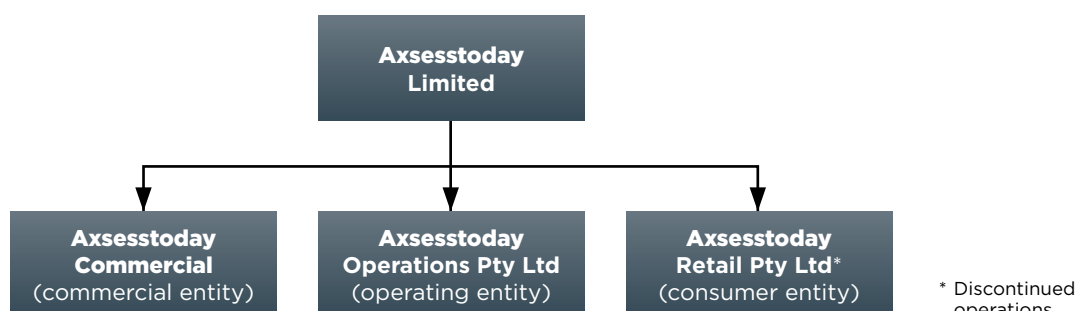 Axsesstoday
Limited
Axsesstoday
Commercial
(commercial entity)
Axsesstoday
Operations Pty Ltd
(operating entity)
Axsesstoday
Retail Pty Ltd*
(consumer entity)
* Discontinued
operations